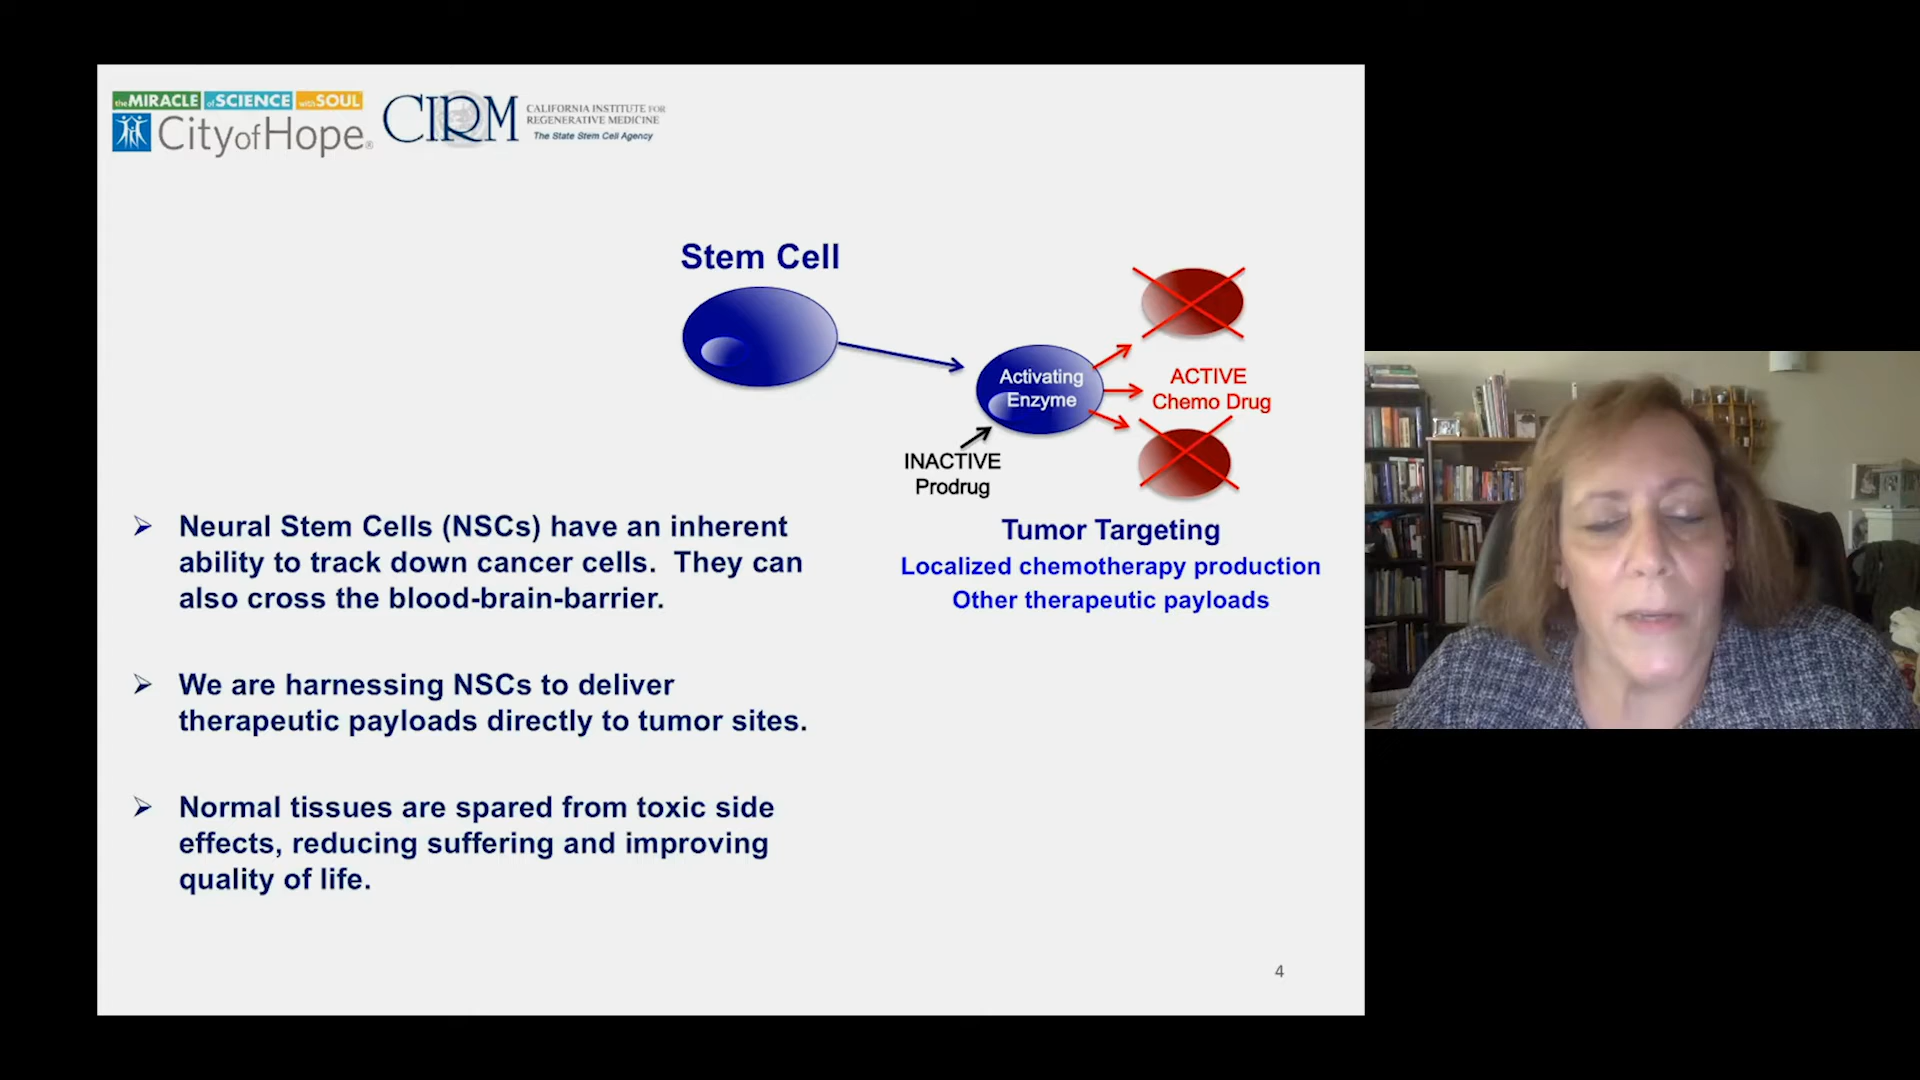 the MIRACLE of SCIENCE with SOUL
City of Hope®
CIRM
CALIFORNIA INSTITUTE FOR
REGENERATIVE MEDICINE
The State Stem Cell Agency
Stem Cell
Activating
Enzyme
ACTIVE
Chemo Drug
INACTIVE
Prodrug
Tumor Targeting
Localized chemotherapy production
Other therapeutic payloads
Neural Stem Cells (NSCs) have an inherent
ability to track down cancer cells. They can
also cross the blood-brain-barrier.
We are harnessing NSCs to deliver
therapeutic payloads directly to tumor sites.
Normal tissues are spared from toxic side
effects, reducing suffering and improving
quality of life.
4